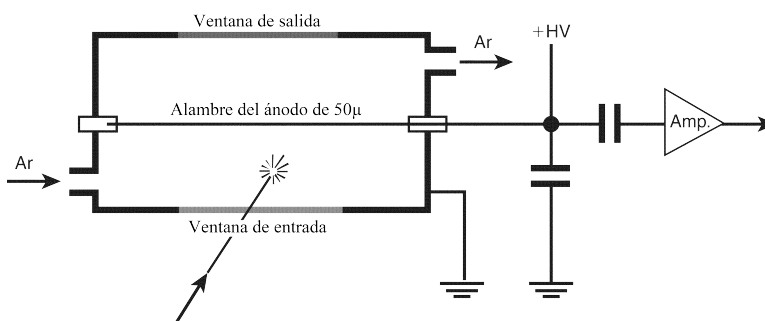 Ventana de salida
+HV
Ar
Alambre del ánodo de 50μ
Amp.
Ar
Ventana de entrada